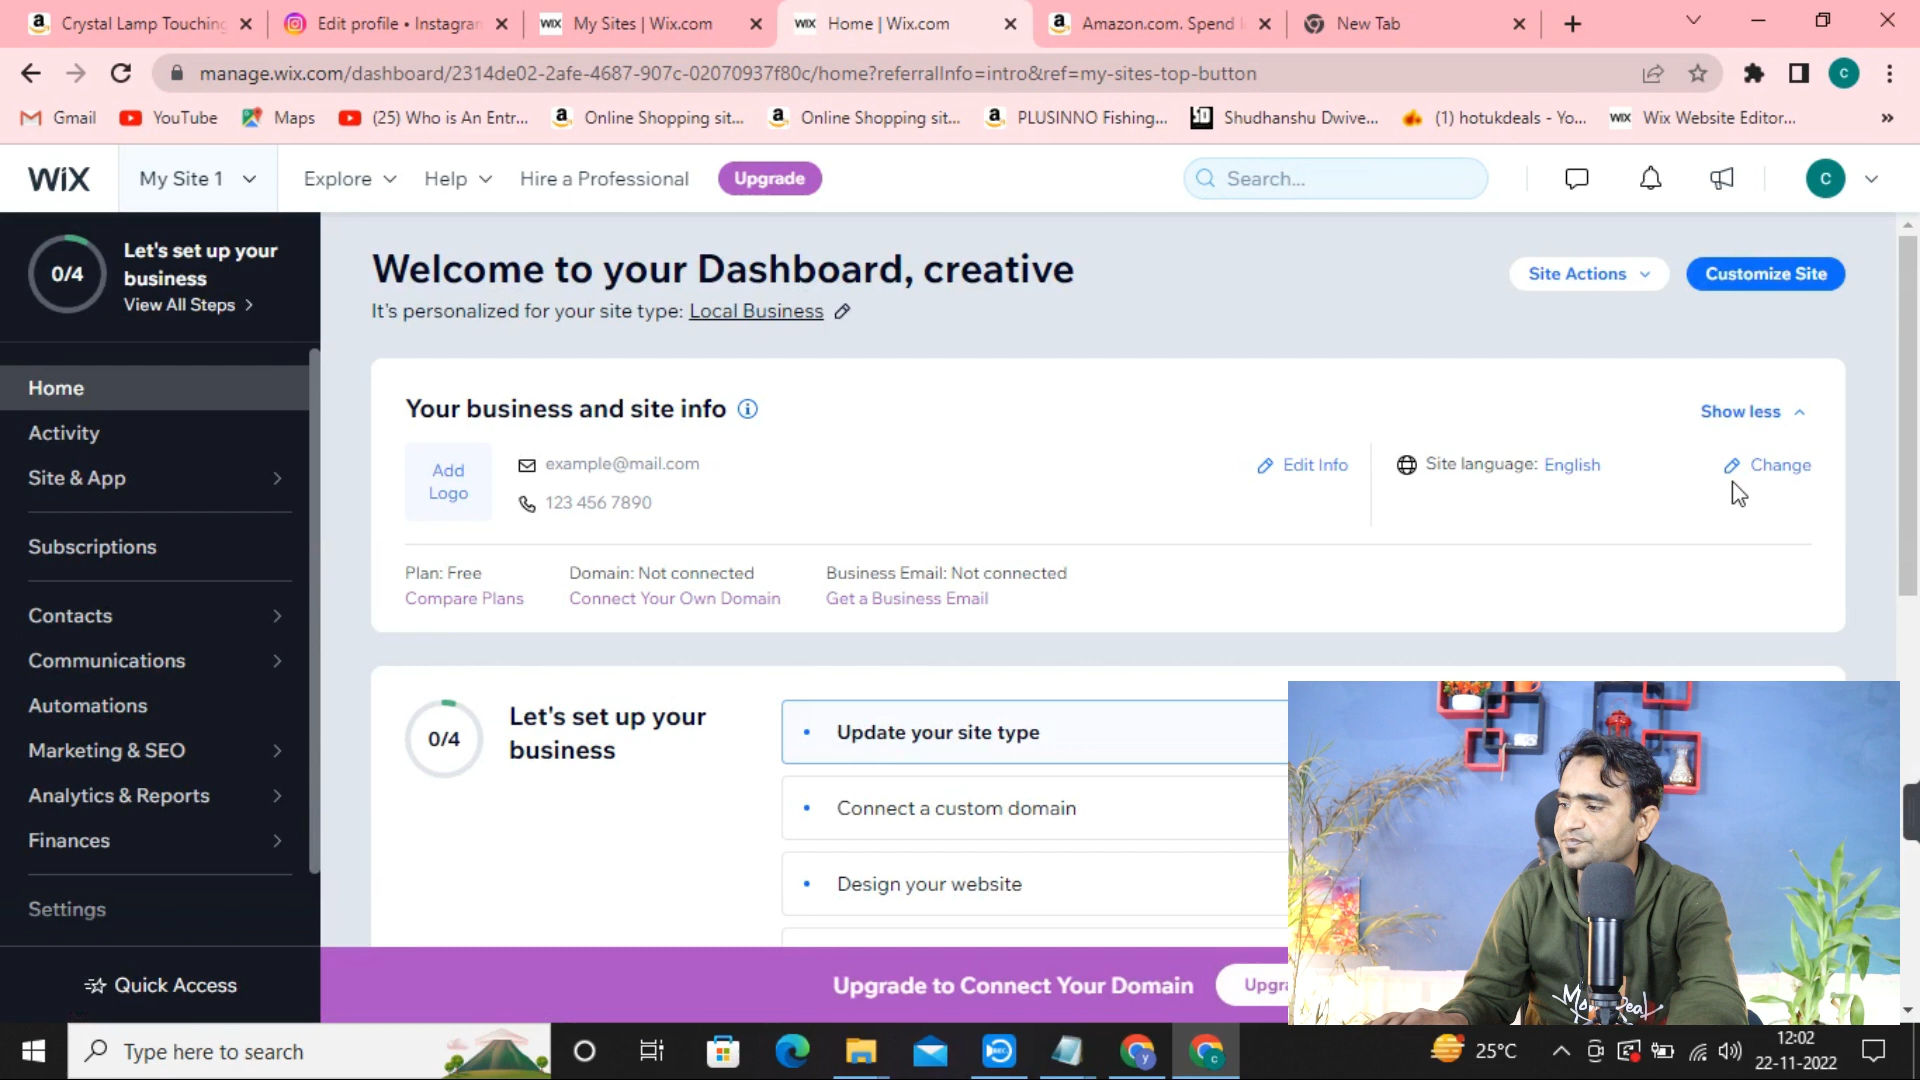 Crystal Lamp Touching
Edit profile • Instagram
WIX My Sites | Wix.com
WIX Home | Wix.com
Amazon.com. Spend l
New Tab
manage.wix.com/dashboard/2314de02-2afe-4687-907c-02070937f80c/home?referralInfo=intro&ref=my-sites-top-button
C
Gmail
YouTube
Maps
(25) Who is An Entr...
Online Shopping sit...
Online Shopping sit...
PLUSINNO Fishing...
Shudhanshu Dwive...
(1) hotukdeals - Yo...
WIX Wix Website Editor...
WiX
My Site 1
Explore
Help
Hire a Professional
Upgrade
Search...
C
0/4
Let's set up your
business
View All Steps >
Home
Activity
Site & App
Subscriptions
Contacts
Communications
Automations
Marketing & SEO
Analytics & Reports
Finances
Settings
Quick Access
Welcome to your Dashboard, creative
It's personalized for your site type: Local Business
Site Actions
Customize Site
Your business and site info
Show less
Add
Logo
example@mail.com
123 456 7890
Edit Info
Site language: English
Change
Plan: Free
Compare Plans
Domain: Not connected
Connect Your Own Domain
Business Email: Not connected
Get a Business Email
0/4
Let's set up your
business
Update your site type
Connect a custom domain
Design your website
Upgrade to Connect Your Domain
Upgra
Type here to search
25°C
12:02
22-11-2022